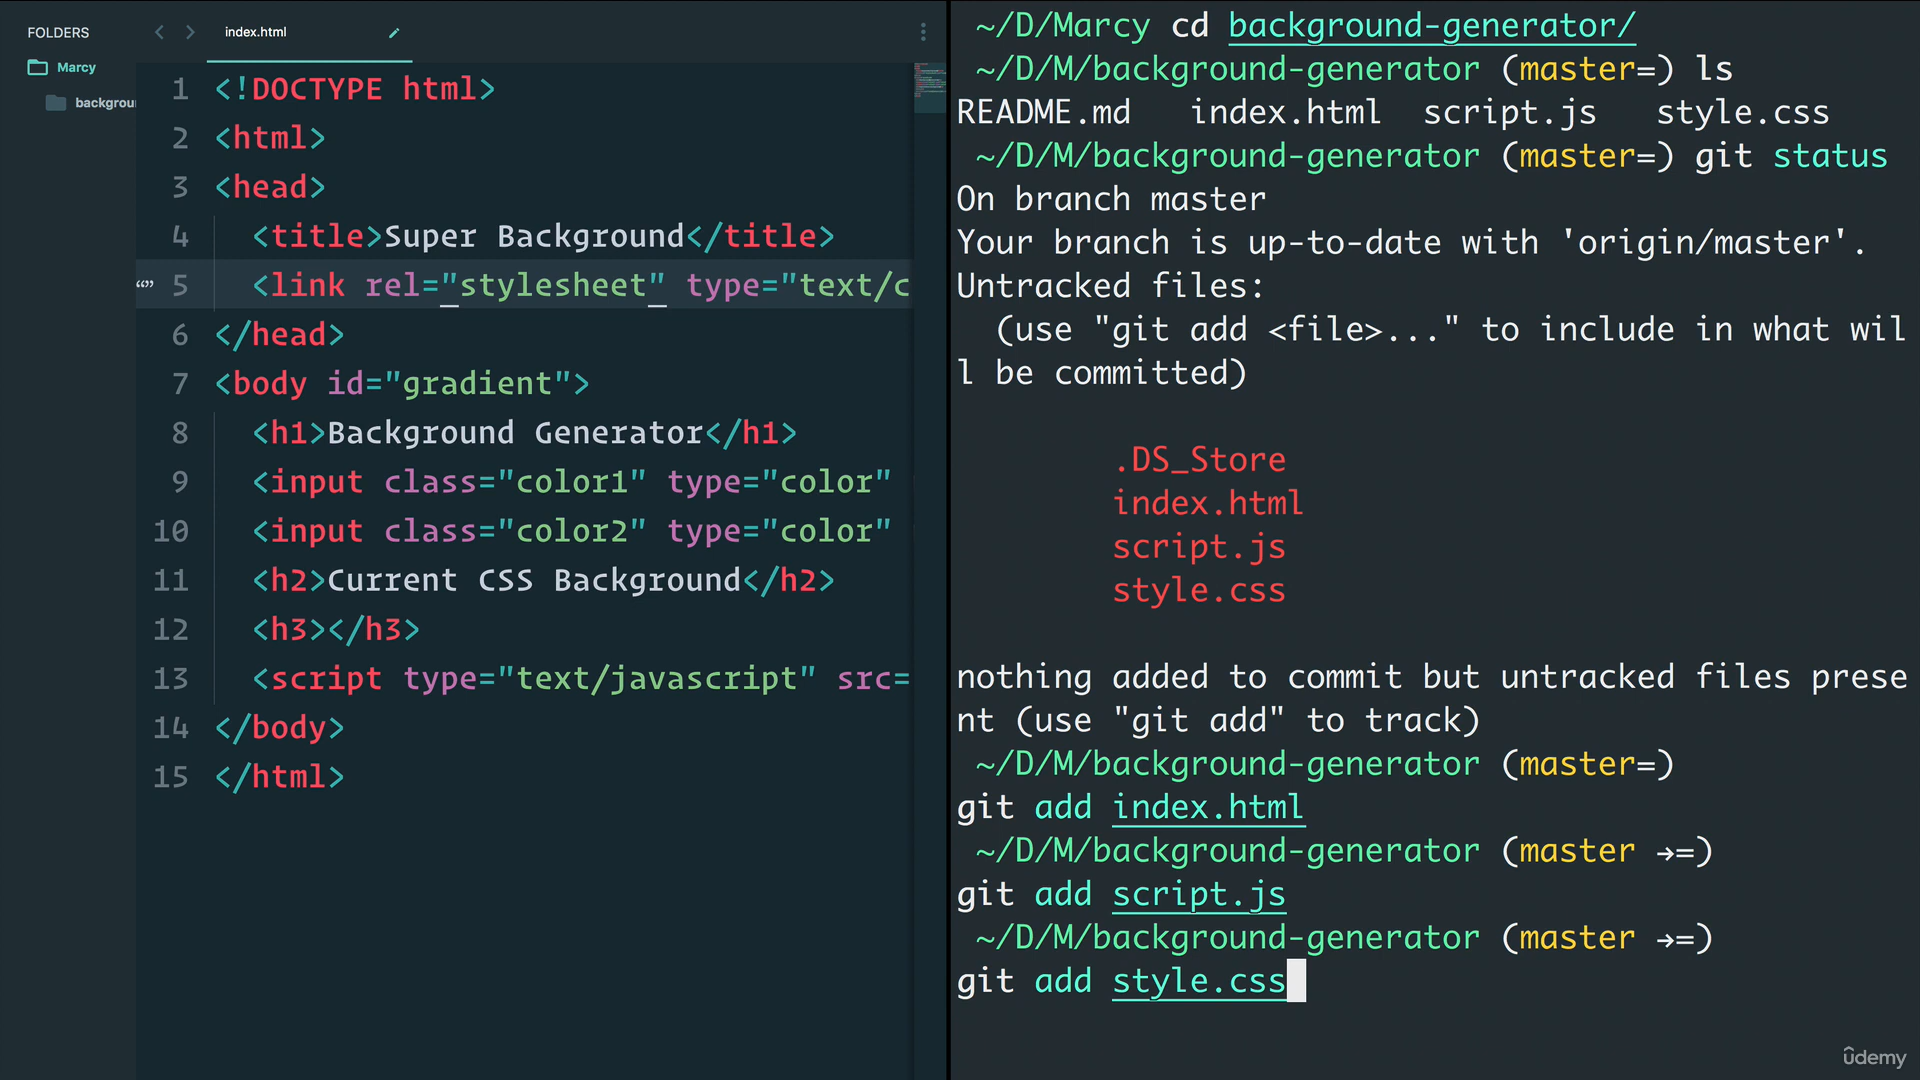 FOLDERS
Marcy
backgrou
index.html
1 <!DOCTYPE html>
2 <html>
3 <head>
4 <title>Super Background</title>
5 <link rel="stylesheet" type="text/c
6 </head>
7 <body id="gradient">
8 <h1>Background Generator</h1>
9 <input class="color1" type="color"
10 <input class="color2" type="color"
11 <h2>Current CSS Background</h2>
12 <h3></h3>
13 <script type="text/javascript" src=
14 </body>
15 </html>
~/D/Marcy cd background-generator/
~/D/M/background-generator (master=) ls
README.md index.html script.js style.css
~/D/M/background-generator (master=) git status
On branch master
Your branch is up-to-date with 'origin/master'.
Untracked files:
(use "git add <file>..." to include in what wil
l be committed)
.DS_Store
index.html
script.js
style.css
nothing added to commit but untracked files prese
nt (use "git add" to track)
~/D/M/background-generator (master=)
git add index.html
~/D/M/background-generator (master →=)
git add script.js
~/D/M/background-generator (master →=)
git add style.css
ûdemy